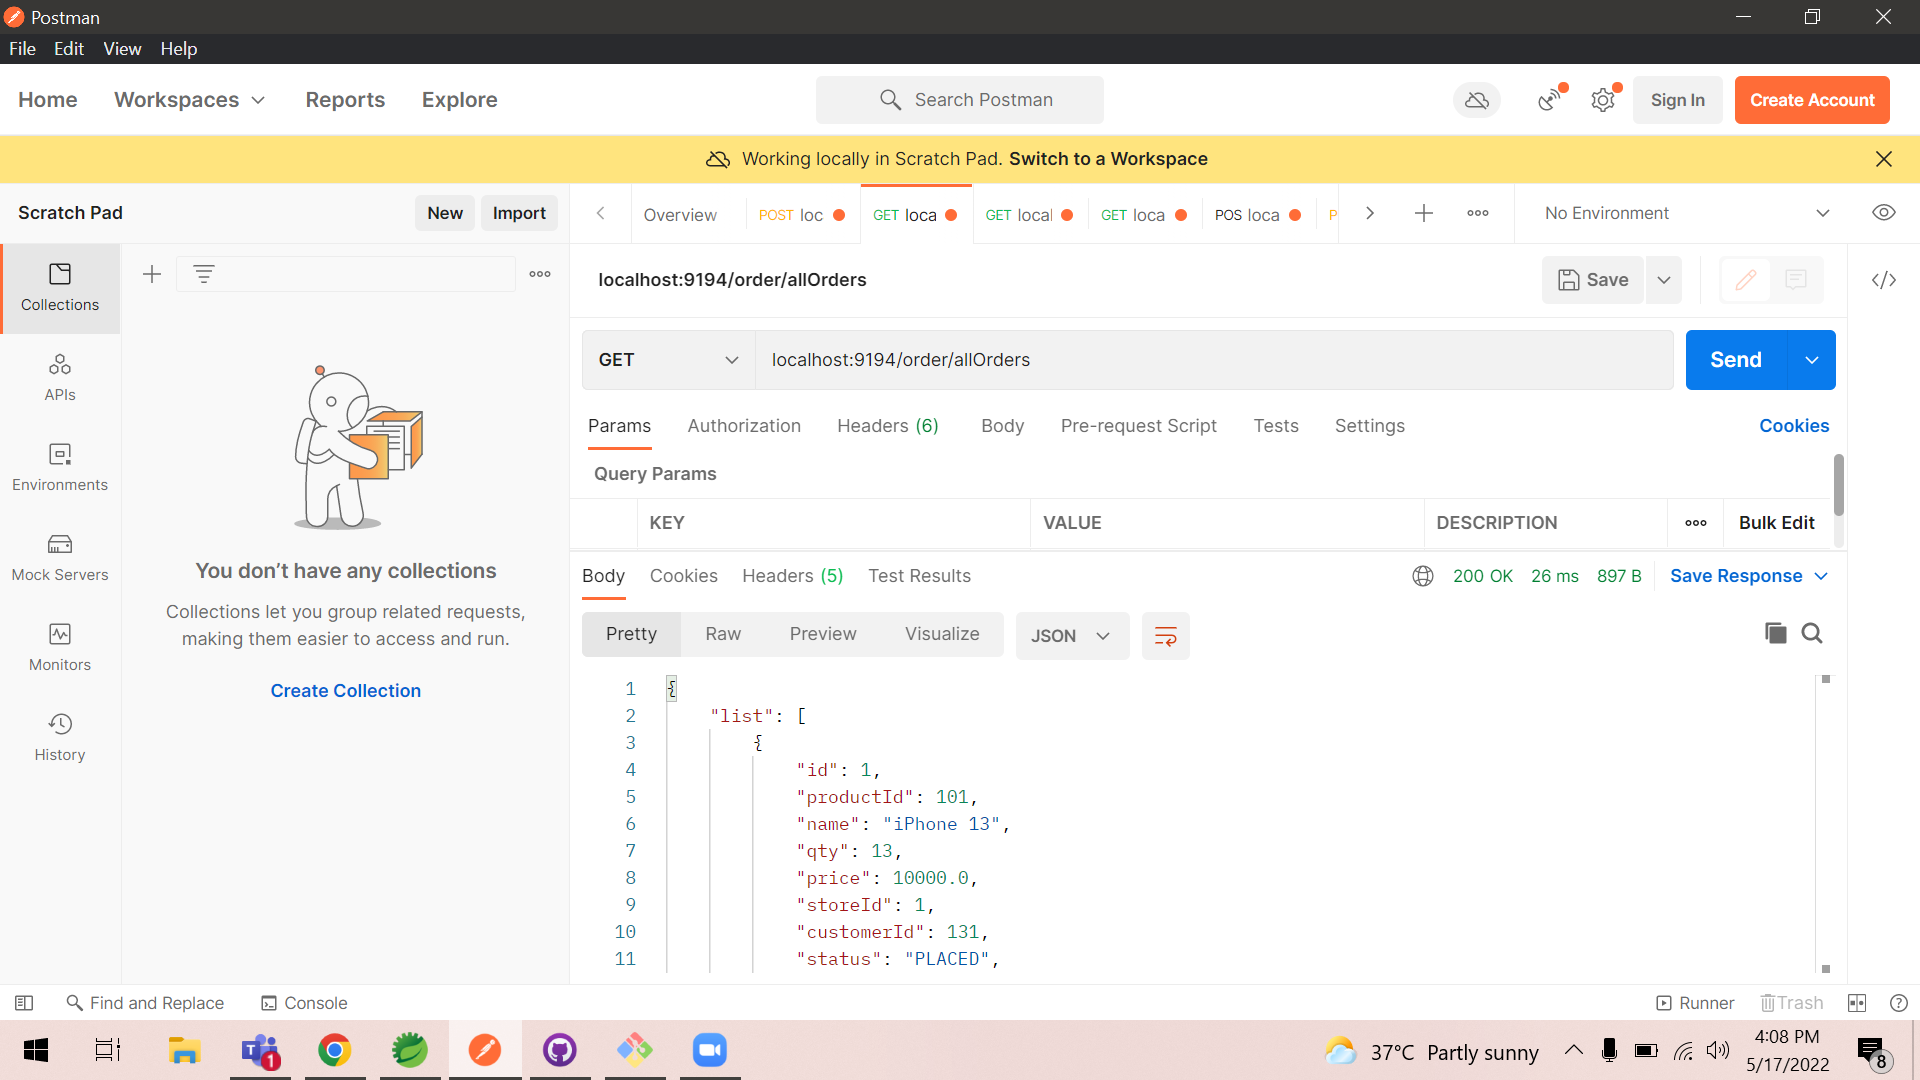 Postman
File Edit View Help
Home Workspaces Reports Explore
Search Postman
Sign In
Create Account
Working locally in Scratch Pad. Switch to a Workspace
Scratch Pad
New Import
Overview POST loc GET loca GET local GET loca POS loca P
No Environment
Collections
APIs
Environments
Mock Servers
Monitors
History
You don’t have any collections
Collections let you group related requests,
making them easier to access and run.
Create Collection
localhost:9194/order/allOrders
Save
GET localhost:9194/order/allOrders
Send
Params Authorization Headers (6) Body Pre-request Script Tests Settings Cookies
Query Params
KEY VALUE DESCRIPTION Bulk Edit
Body Cookies Headers (5) Test Results 200 OK 26 ms 897 B Save Response
Pretty Raw Preview Visualize JSON
1 {
2 "list": [
3 {
4 "id": 1,
5 "productId": 101,
6 "name": "iPhone 13",
7 "qty": 13,
8 "price": 10000.0,
9 "storeId": 1,
10 "customerId": 131,
11 "status": "PLACED",
Find and Replace Console Runner Trash
1
37°C Partly sunny
4:08 PM
5/17/2022
8